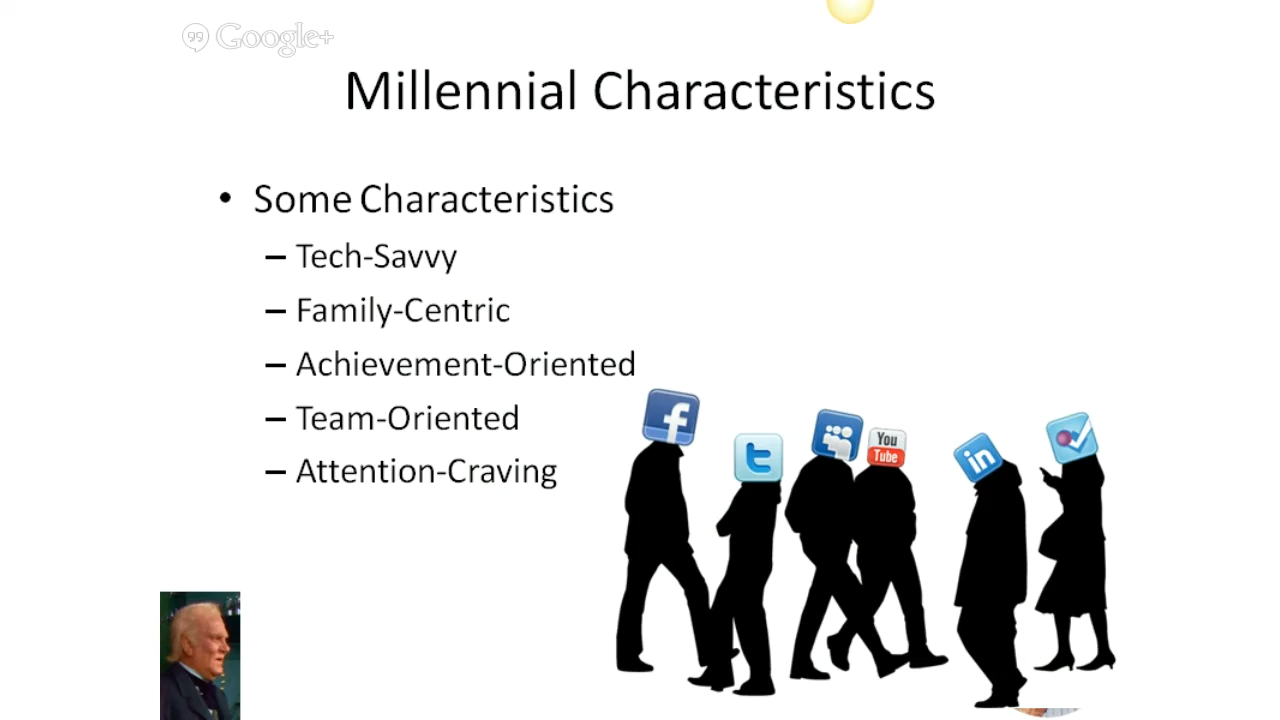 Google+
Millennial Characteristics
• Some Characteristics
– Tech-Savvy
– Family-Centric
– Achievement-Oriented
– Team-Oriented
– Attention-Craving
f
t
You
Tube
in